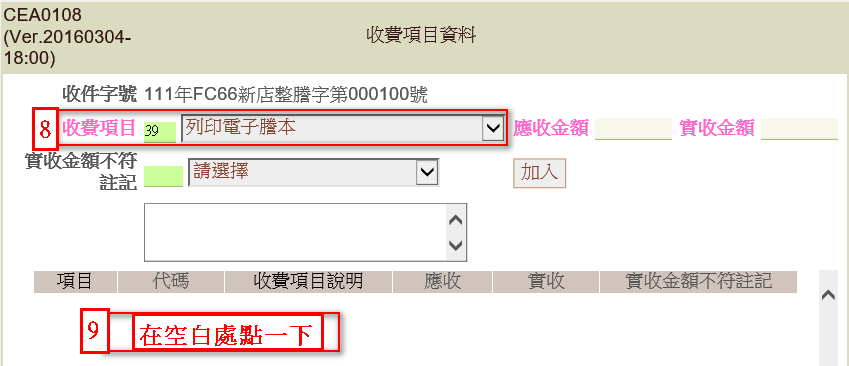 CEA0108
(Ver.20160304-
18:00)
收費項目資料
收件字號 111年FC66新店整謄字第000100號
8 收費項目 39 列印電子謄本 應收金額 實收金額
實收金額不符
註記 請選擇 加入
項目 代碼 收費項目說明 應收 實收 實收金額不符註記
9 在空白處點一下